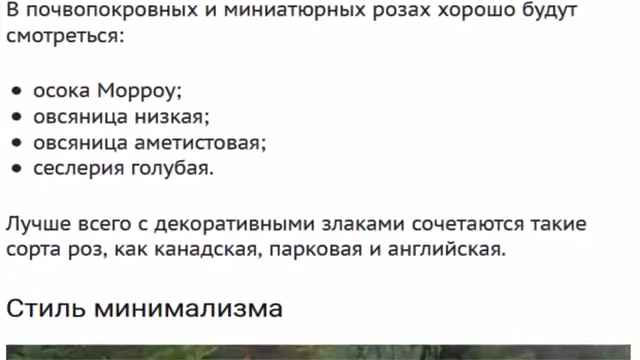 В почвопокровных и миниатюрных розах хорошо будут
смотреться:
• осока Морроу;
• овсяница низкая;
• овсяница аметистовая;
• сеслерия голубая.
Лучше всего с декоративными злаками сочетаются такие
сорта роз, как канадская, парковая и английская.
Стиль минимализма